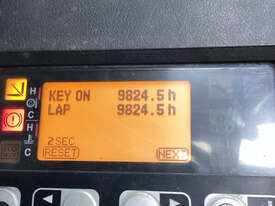 KEY ON 9824.5 h
LAP 9824.5 h
2 SEC
RESET NEXT
H
C
H
C